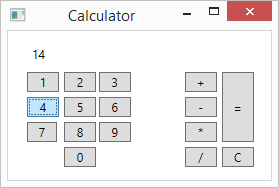 Calculator
14
1 2 3 +
4 5 6 - =
7 8 9 *
0 / C